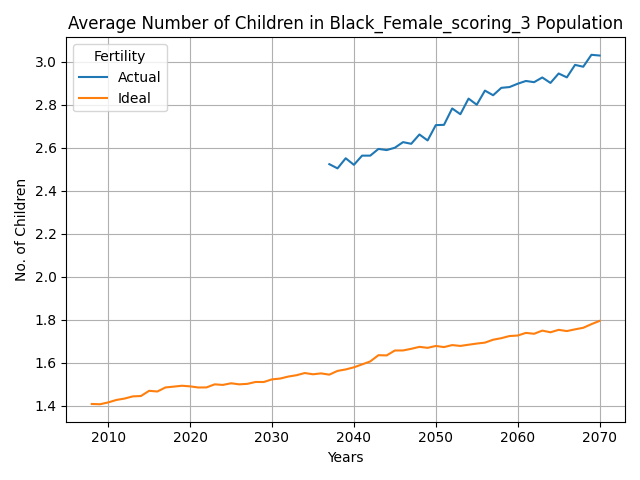 Average Number of Children in Black_Female_scoring_3 Population
Fertility
Actual
Ideal
No. of Children
3.0
2.8
2.6
2.4
2.2
2.0
1.8
1.6
1.4
2010 2020 2030 2040 2050 2060 2070
Years